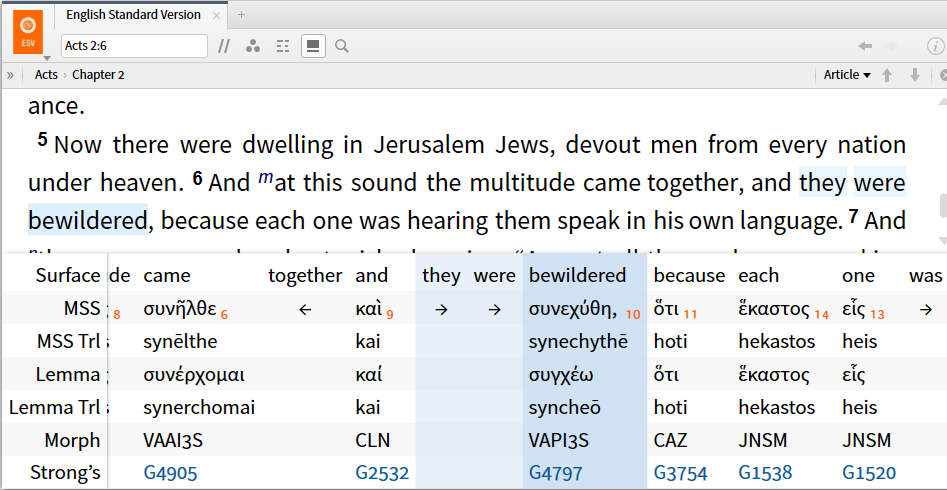 English Standard Version × +
ESV Acts 2:6 //
» Acts › Chapter 2 Article
ance.
5 Now there were dwelling in Jerusalem Jews, devout men from every nation
under heaven. 6 And m at this sound the multitude came together, and they were
bewildered, because each one was hearing them speak in his own language. 7 And
Surface de came together and they were bewildered because each one was
MSS 8 συνῆλθε 6 ← καὶ 9 → → συνεχύθη, 10 ὅτι 11 ἕκαστος 14 εἷς 13 →
MSS Trl synēlthe kai synechythē hoti hekastos heis
Lemma συνέρχομαι καί συγχέω ὅτι ἕκαστος εἷς
Lemma Trl synerchomai kai syncheō hoti hekastos heis
Morph VAAI3S CLN VAPI3S CAZ JNSM JNSM
Strong's G4905 G2532 G4797 G3754 G1538 G1520